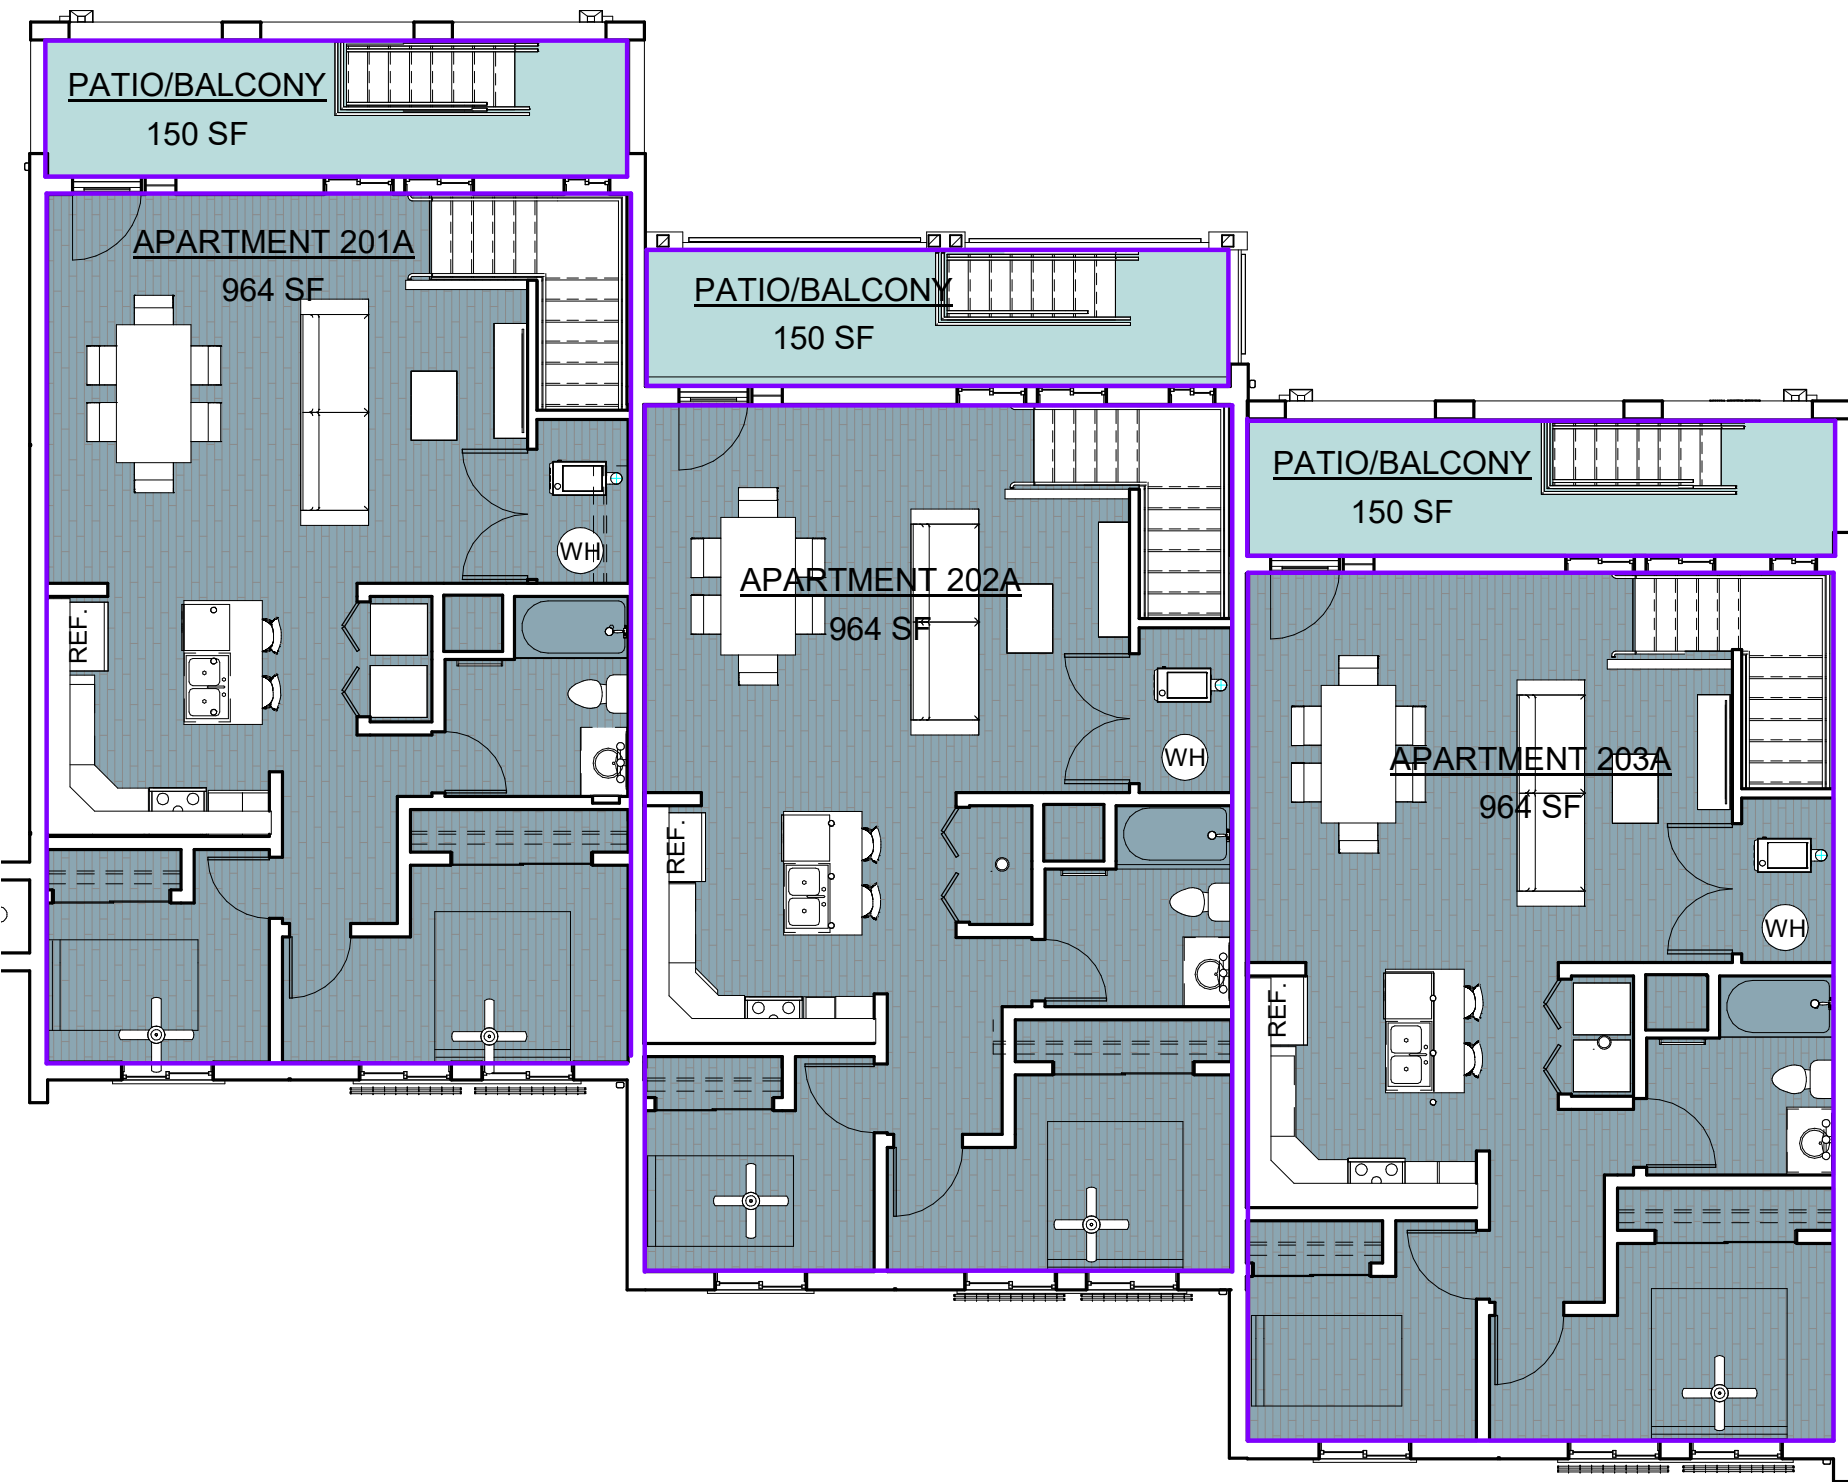 PATIO/BALCONY
150 SF
APARTMENT 201A
964 SF
WH
REF.
PATIO/BALCONY
150 SF
APARTMENT 202A
964 SF
WH
REF.
PATIO/BALCONY
150 SF
APARTMENT 203A
964 SF
WH
REF.